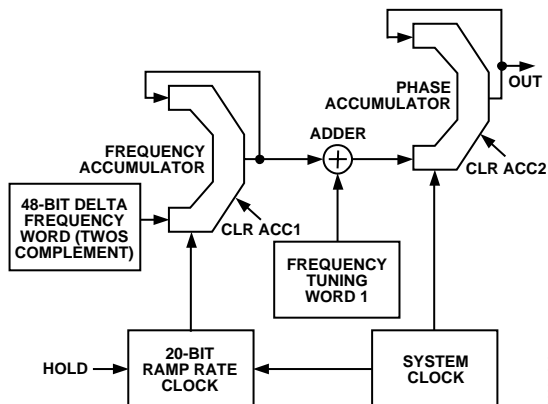 OUT
PHASE
ACCUMULATOR
ADDER
FREQUENCY
ACCUMULATOR
CLR ACC2
48-BIT DELTA
FREQUENCY
WORD (TWOS
COMPLEMENT)
CLR ACC1
FREQUENCY
TUNING
WORD 1
HOLD
20-BIT
RAMP RATE
CLOCK
SYSTEM
CLOCK